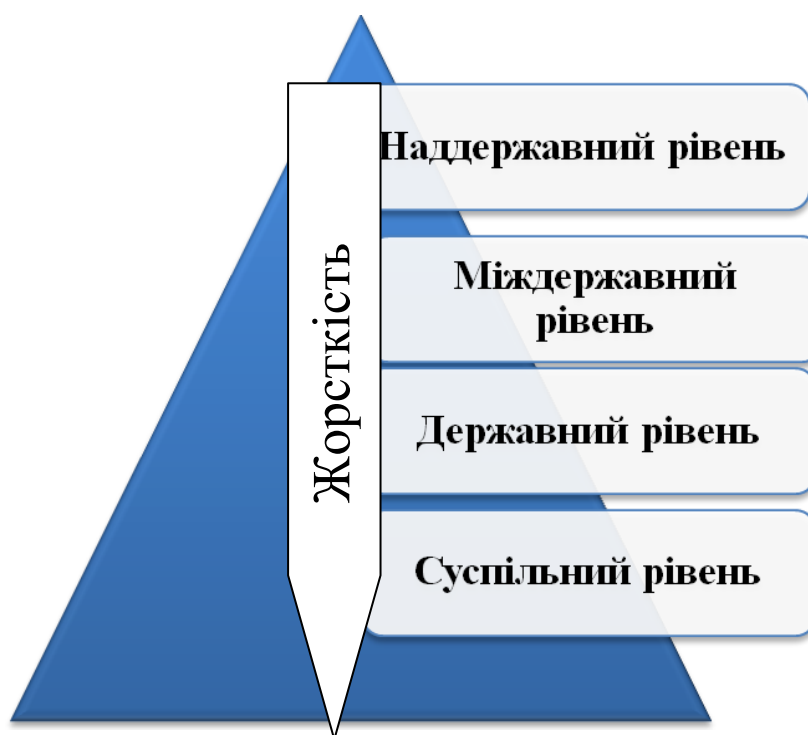 Наддержавний рівень
Міждержавний
рівень
Державний рівень
Суспільний рівень
Жорсткість